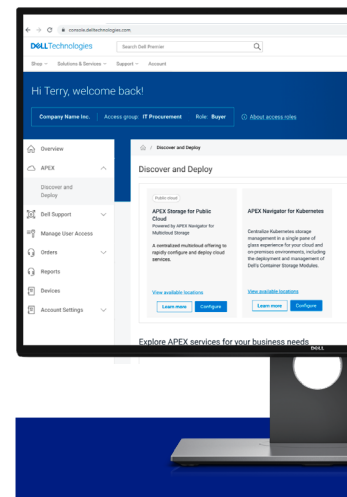 console.delltechnologies.com
DELLTechnologies
Search Dell Premier
Shop
Solutions & Services
Support
Account
Hi Terry, welcome back!
Company Name Inc.
Access group: IT Procurement
Role: Buyer
About access roles
Overview
/ Discover and Deploy
APEX
Discover and Deploy
Discover and
Deploy
Dell Support
Manage User Access
Orders
Reports
Devices
Account Settings
Public cloud
APEX Storage for Public
Cloud
Powered by APEX Navigator for
Multicloud Storage
A centralized multicloud offering to
rapidly configure and deploy cloud
services.
View available locations
Learn more
Configure
APEX Navigator for Kubernetes
Centralize Kubernetes storage
management in a single pane of
glass experience for your cloud and
on-premises environments, including
the deployment and management of
Dell's Container Storage Modules.
View available locations
Learn more
Configure
Explore APEX services for your business needs
DELL